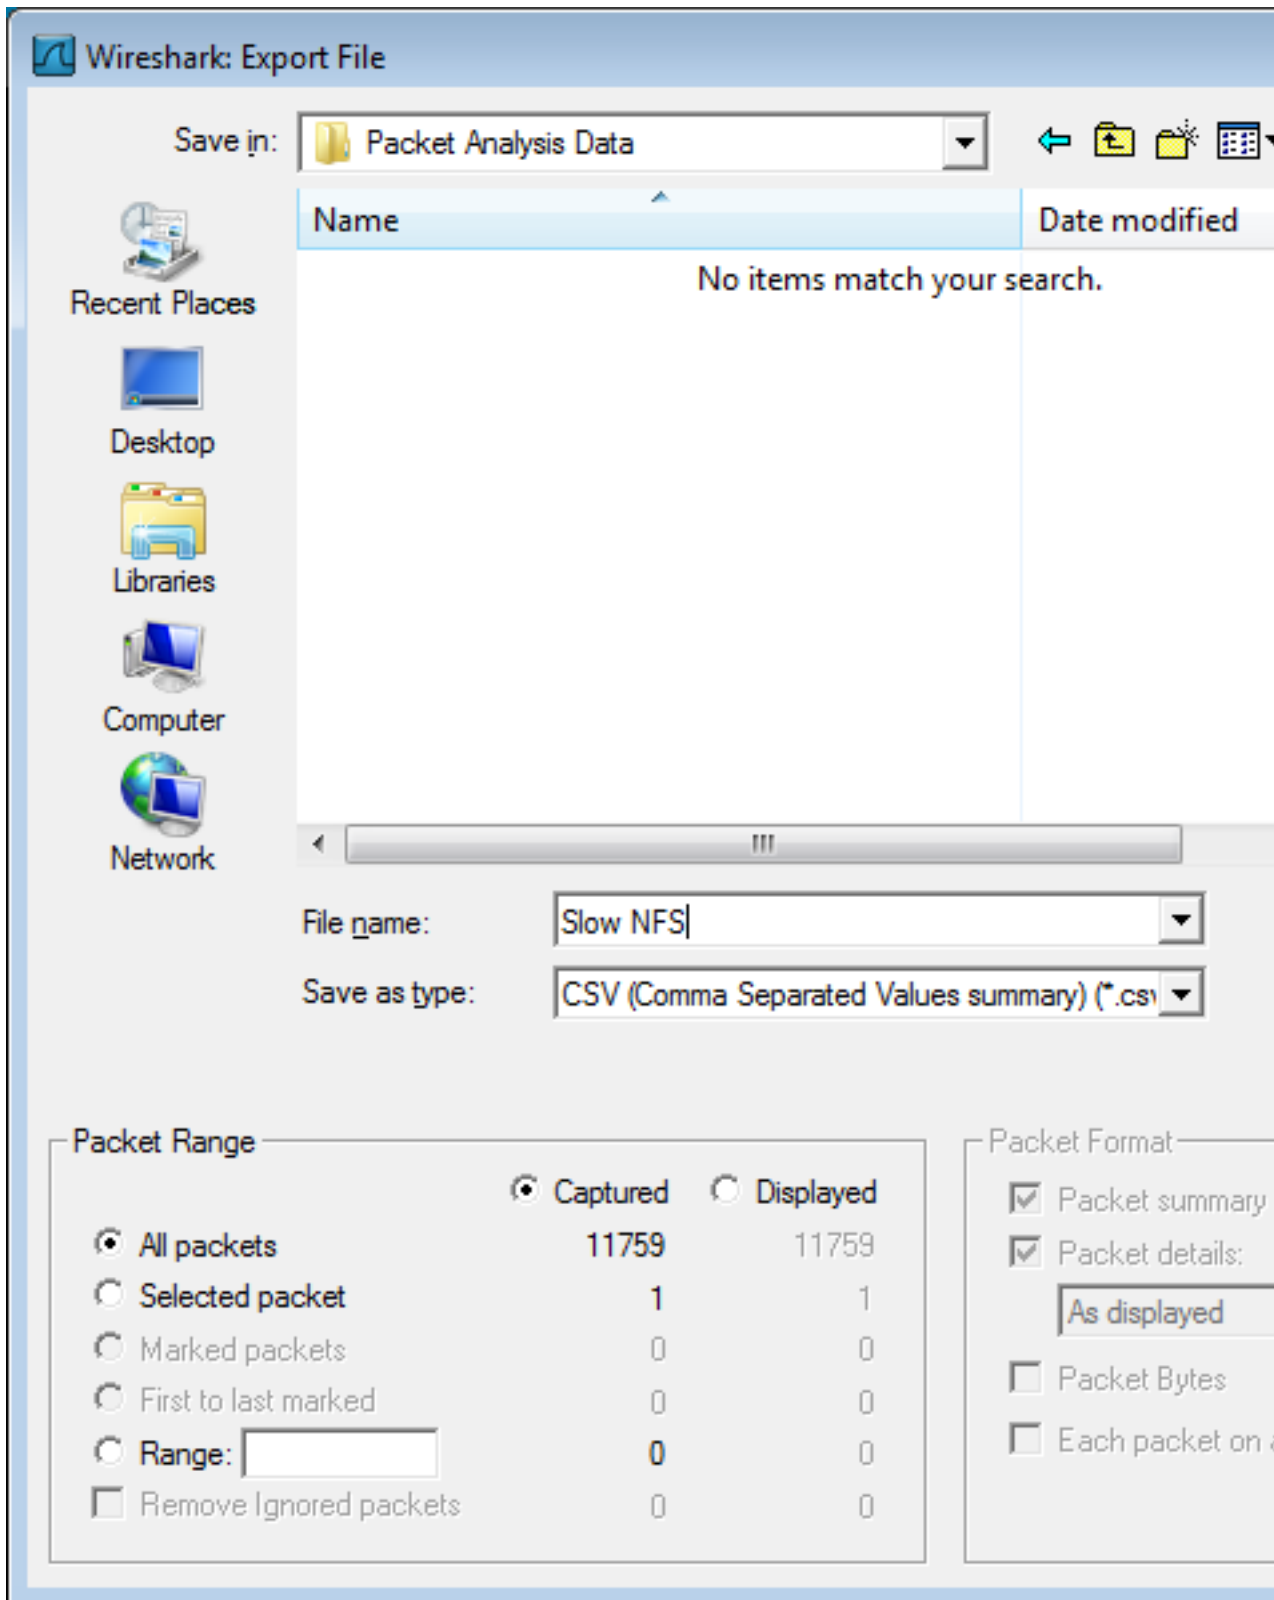 Wireshark: Export File
Save in: Packet Analysis Data
Name Date modified
No items match your search.
Recent Places
Desktop
Libraries
Computer
Network
File name: Slow NFS
Save as type: CSV (Comma Separated Values summary) (*.csv
Packet Range
Captured Displayed
All packets 11759 11759
Selected packet 1 1
Marked packets 0 0
First to last marked 0 0
Range: 0 0
Remove Ignored packets 0 0
Packet Format
Packet summary
Packet details:
As displayed
Packet Bytes
Each packet on